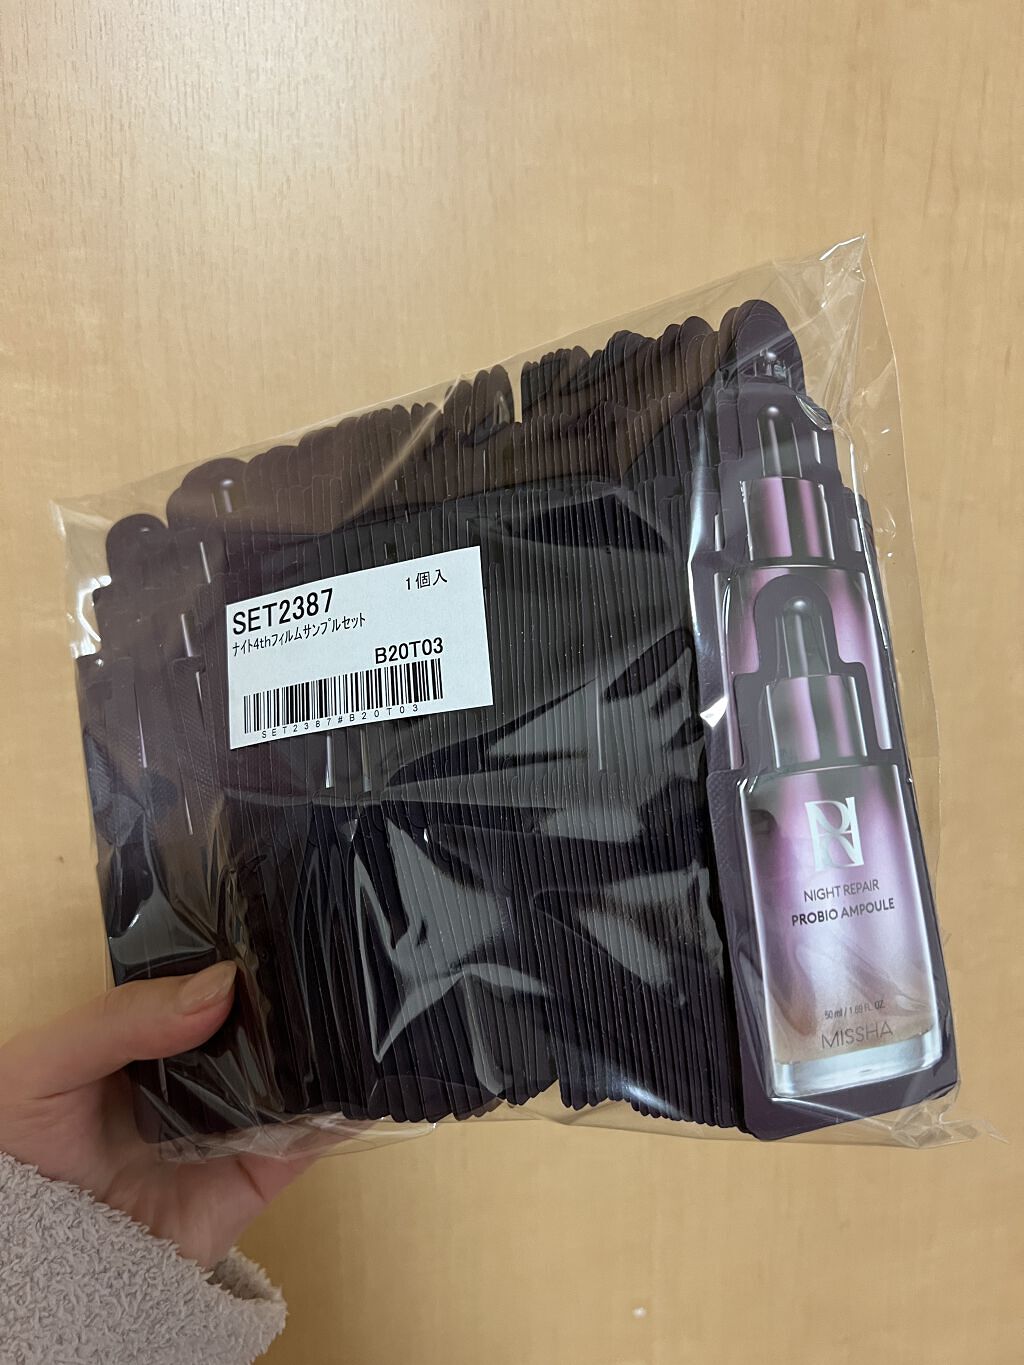 SET2387
1個入
ナイト4thフィルムサンプルセット
B20T03
SET2387#B20T03
NIGHT REPAIR
PROBIO AMPOULE
50 ml / 1.69 FL. OZ.
MISSHA